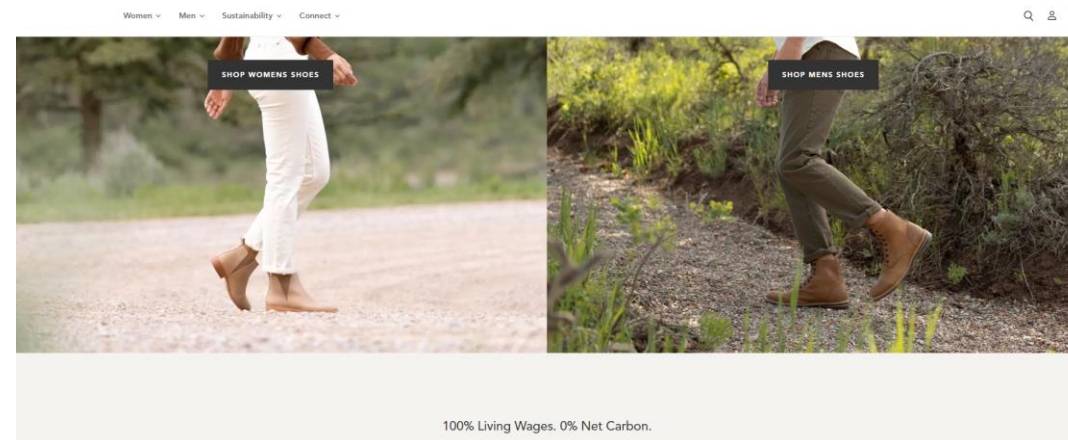 Women Men Sustainability Connect
SHOP WOMENS SHOES
SHOP MENS SHOES
100% Living Wages. 0% Net Carbon.